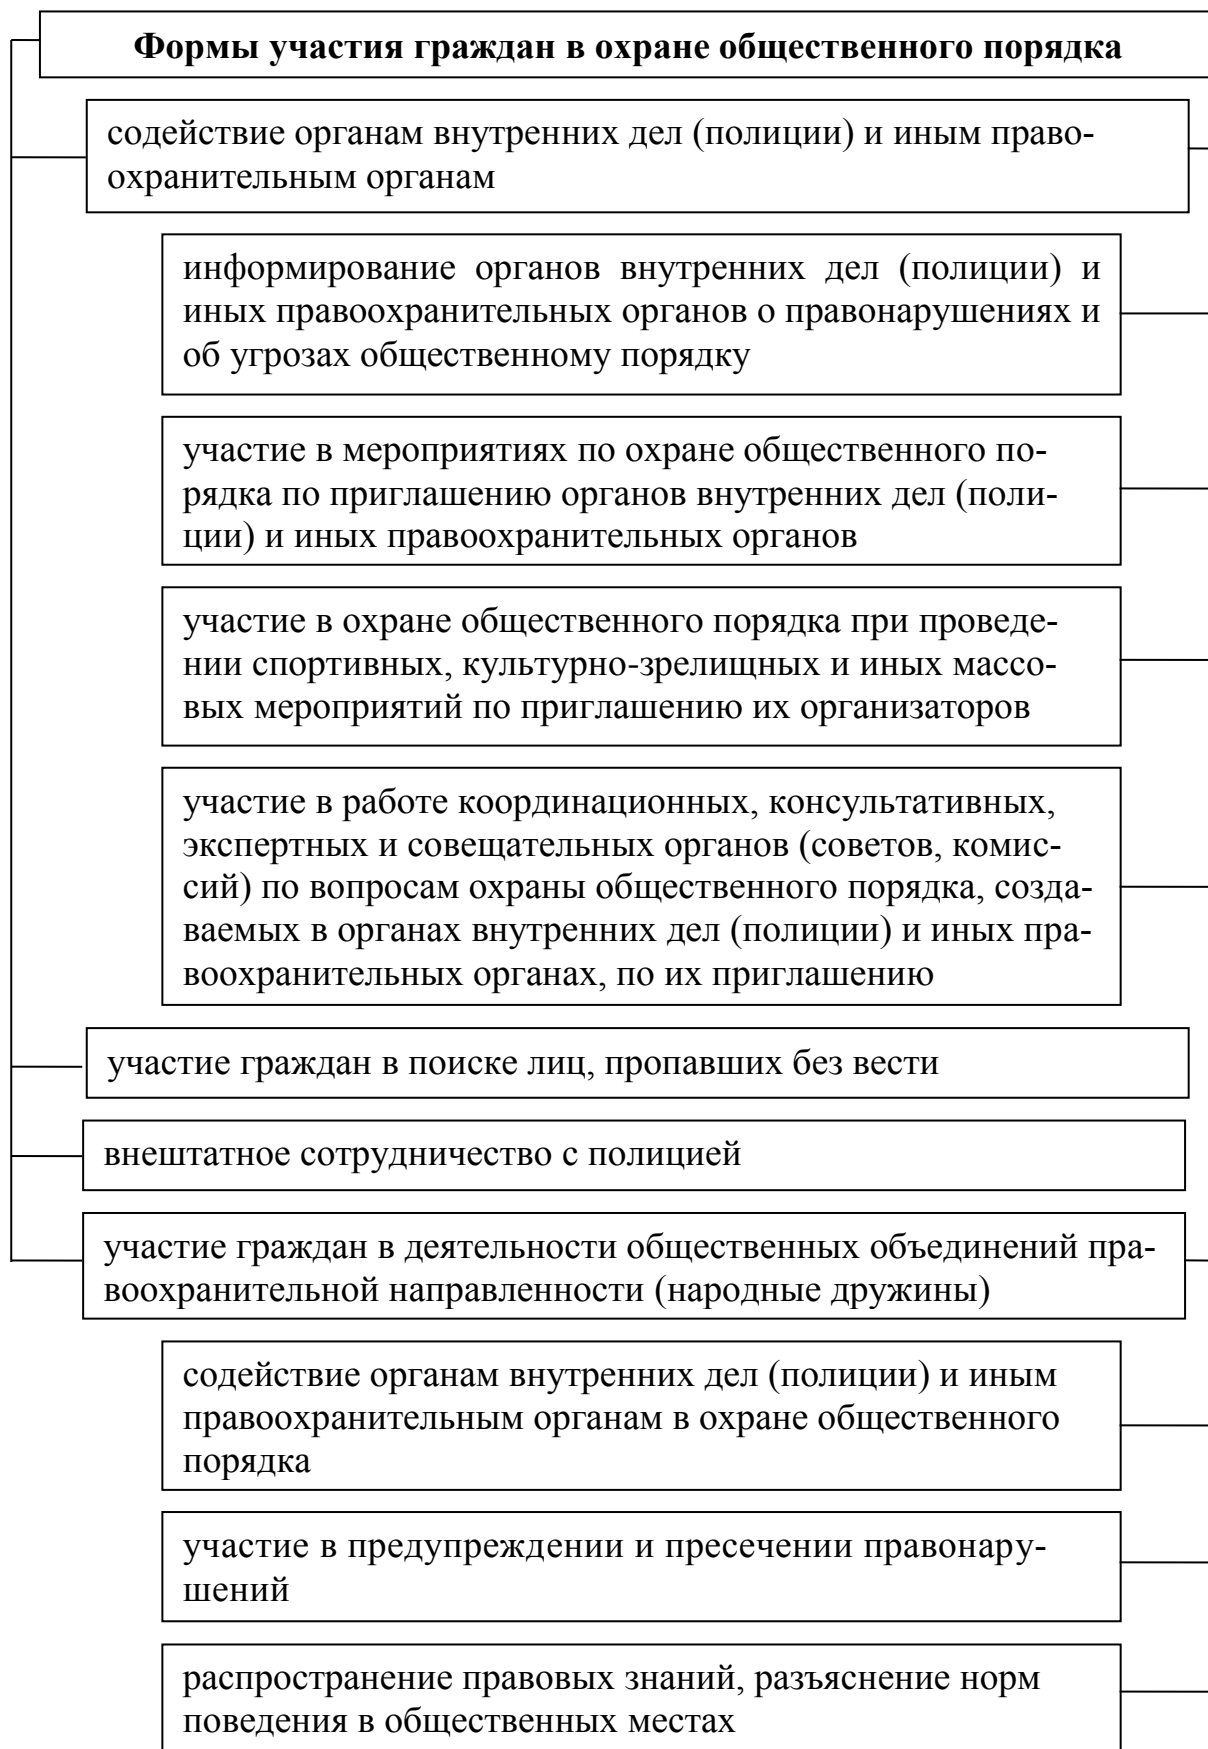 Формы участия граждан в охране общественного порядка
содействие органам внутренних дел (полиции) и иным право-
охранительным органам
информирование органов внутренних дел (полиции) и
иных правоохранительных органов о правонарушениях и
об угрозах общественному порядку
участие в мероприятиях по охране общественного по-
рядка по приглашению органов внутренних дел (поли-
ции) и иных правоохранительных органов
участие в охране общественного порядка при проведе-
нии спортивных, культурно-зрелищных и иных массо-
вых мероприятий по приглашению их организаторов
участие в работе координационных, консультативных,
экспертных и совещательных органов (советов, комис-
сий) по вопросам охраны общественного порядка, созда-
ваемых в органах внутренних дел (полиции) и иных пра-
воохранительных органах, по их приглашению
участие граждан в поиске лиц, пропавших без вести
внештатное сотрудничество с полицией
участие граждан в деятельности общественных объединений пра-
воохранительной направленности (народные дружины)
содействие органам внутренних дел (полиции) и иным
правоохранительным органам в охране общественного
порядка
участие в предупреждении и пресечении правонару-
шений
распространение правовых знаний, разъяснение норм
поведения в общественных местах